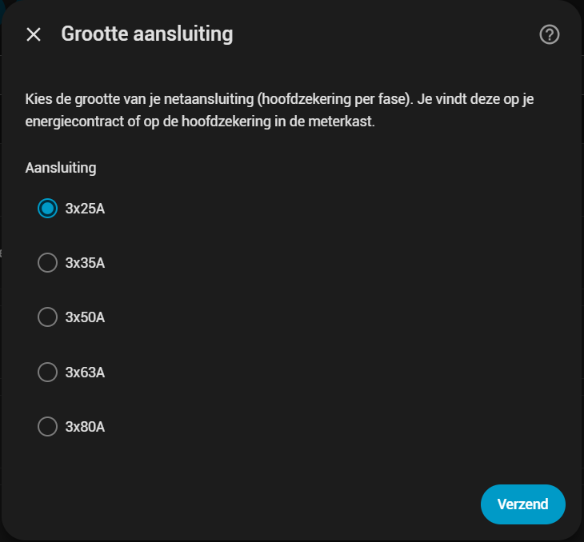 Grootte aansluiting
Kies de grootte van je netaansluiting (hoofdzekering per fase). Je vindt deze op je
energiecontract of op de hoofdzekering in de meterkast.
Aansluiting
3x25A
3x35A
3x50A
3x63A
3x80A
Verzend